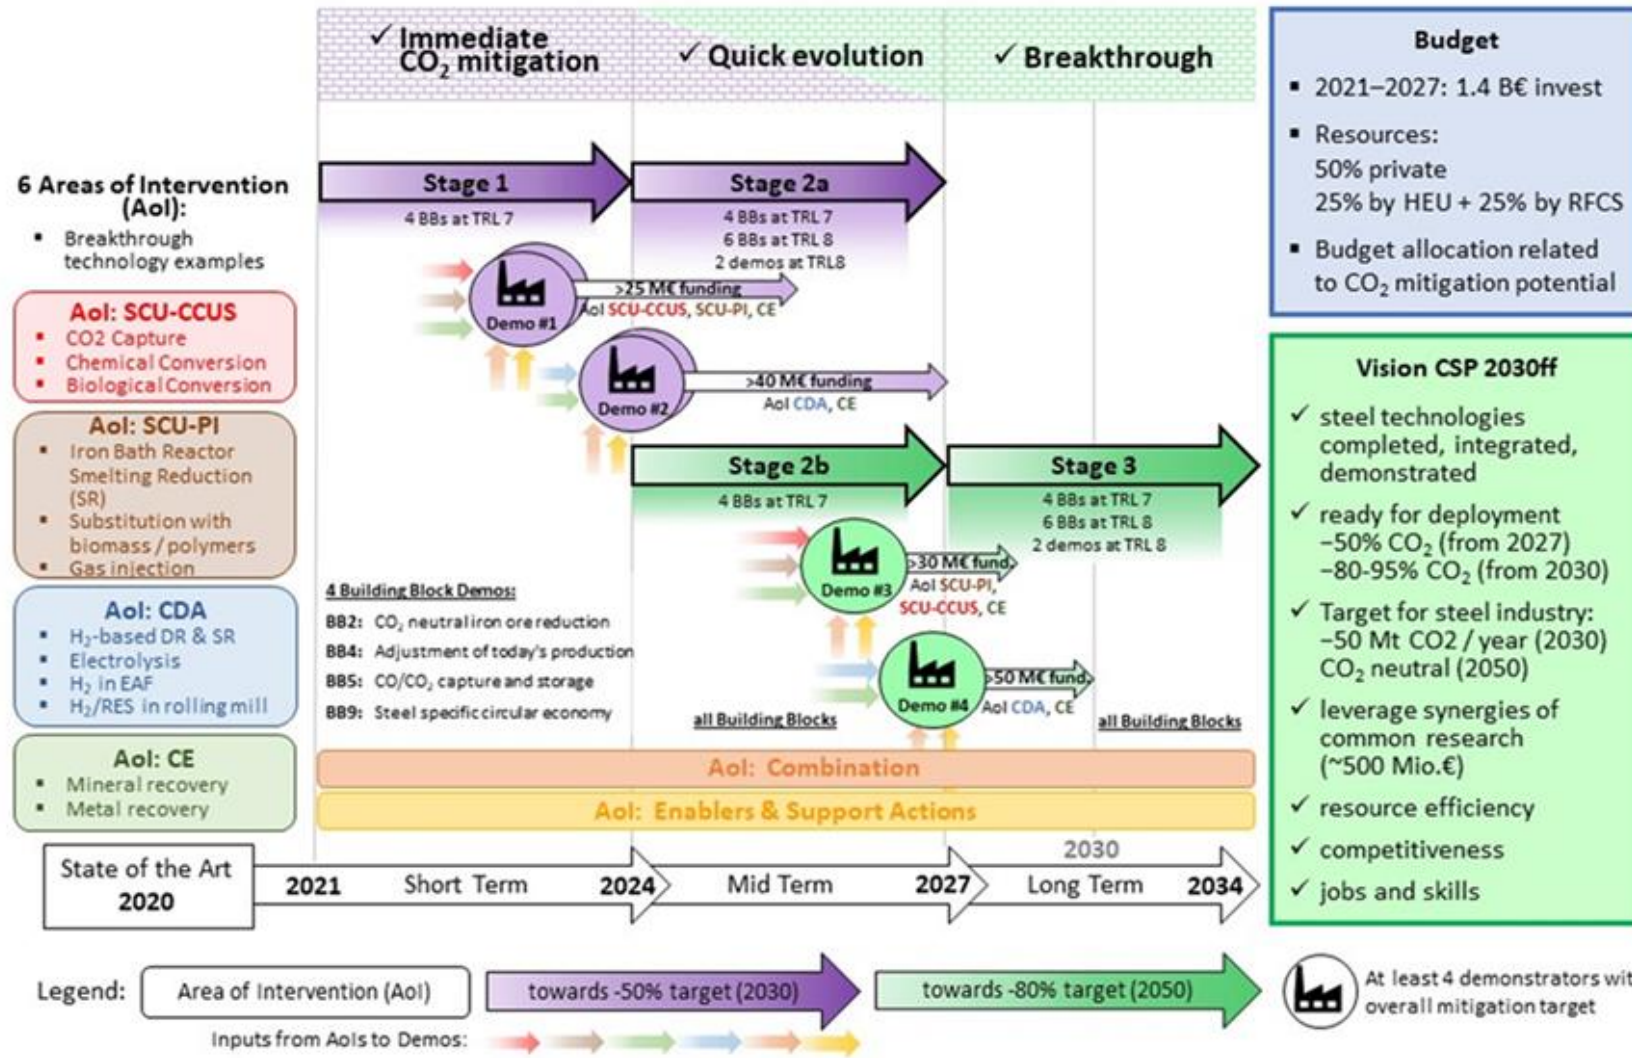 ✓ Immediate
CO₂ mitigation
✓ Quick evolution
✓ Breakthrough
Stage 1
4 BBs at TRL 7
Stage 2a
4 BBs at TRL 7
6 BBs at TRL 8
2 demos at TRL8
6 Areas of Intervention
(AoI):
▪ Breakthrough
technology examples
AoI: SCU-CCUS
▪ CO2 Capture
▪ Chemical Conversion
▪ Biological Conversion
AoI: SCU-PI
▪ Iron Bath Reactor
Smelting Reduction
(SR)
▪ Substitution with
biomass / polymers
▪ Gas injection
AoI: CDA
▪ H₂-based DR & SR
▪ Electrolysis
▪ H₂ in EAF
▪ H₂/RES in rolling mill
AoI: CE
▪ Mineral recovery
▪ Metal recovery
Demo #1
>25 M€ funding
AoI SCU-CCUS, SCU-PI, CE
Demo #2
>40 M€ funding
AoI CDA, CE
Stage 2b
4 BBs at TRL 7
Stage 3
4 BBs at TRL 7
6 BBs at TRL 8
2 demos at TRL 8
Demo #3
>30 M€ fund.
AoI SCU-PI,
SCU-CCUS, CE
Demo #4
>50 M€ fund.
AoI CDA, CE
4 Building Block Demos:
BB2: CO₂ neutral iron ore reduction
BB4: Adjustment of today's production
BB5: CO/CO₂ capture and storage
BB9: Steel specific circular economy
all Building Blocks
all Building Blocks
AoI: Combination
AoI: Enablers & Support Actions
State of the Art
2020
2021 Short Term 2024 Mid Term 2027 Long Term 2034
2030
Budget
▪ 2021–2027: 1.4 B€ invest
▪ Resources:
50% private
25% by HEU + 25% by RFCS
▪ Budget allocation related
to CO₂ mitigation potential
Vision CSP 2030ff
✓ steel technologies
completed, integrated,
demonstrated
✓ ready for deployment
−50% CO₂ (from 2027)
−80-95% CO₂ (from 2030)
✓ Target for steel industry:
−50 Mt CO2 / year (2030)
CO₂ neutral (2050)
✓ leverage synergies of
common research
(~500 Mio.€)
✓ resource efficiency
✓ competitiveness
✓ jobs and skills
Legend:
Area of Intervention (AoI)
towards -50% target (2030)
towards -80% target (2050)
At least 4 demonstrators wit
overall mitigation target
Inputs from AoIs to Demos: